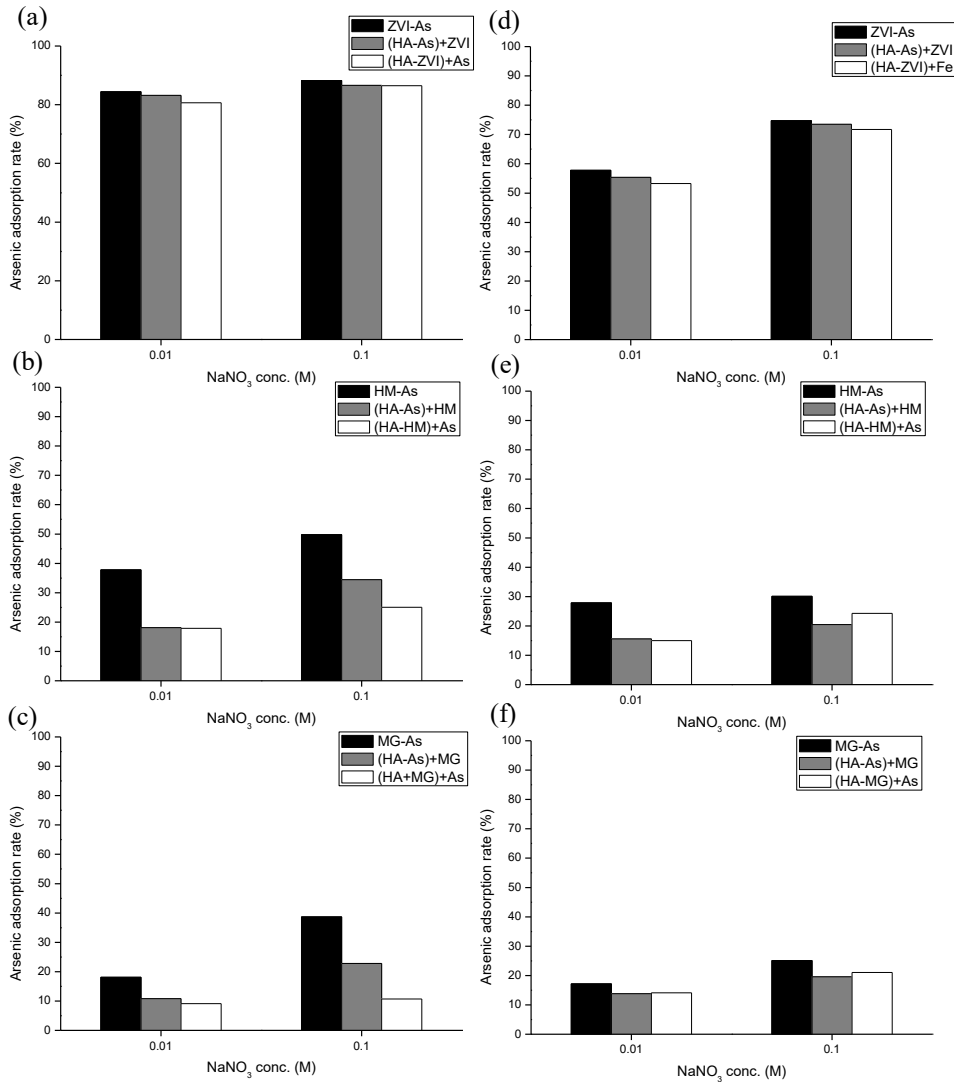 (a)
ZVI-As
(HA-As)+ZVI
(HA-ZVI)+As
Arsenic adsorption rate (%)
100
80
60
40
20
0
0.01
0.1
NaNO3 conc. (M)
(d)
ZVI-As
(HA-As)+ZVI
(HA-ZVI)+Fe
Arsenic adsorption rate (%)
100
90
80
70
60
50
40
30
20
10
0
0.01
0.1
NaNO3 conc. (M)
(b)
HM-As
(HA-As)+HM
(HA-HM)+As
Arsenic adsorption rate (%)
100
90
80
70
60
50
40
30
20
10
0
0.01
0.1
NaNO3 conc. (M)
(e)
HM-As
(HA-As)+HM
(HA-HM)+As
Arsenic adsorption rate (%)
100
90
80
70
60
50
40
30
20
10
0
0.01
0.1
NaNO3 conc. (M)
(c)
MG-As
(HA-As)+MG
(HA+MG)+As
Arsenic adsorption rate (%)
100
90
80
70
60
50
40
30
20
10
0
0.01
0.1
NaNO3 conc. (M)
(f)
MG-As
(HA-As)+MG
(HA-MG)+As
Arsenic adsorption rate (%)
100
90
80
70
60
50
40
30
20
10
0
0.01
0.1
NaNO3 conc. (M)